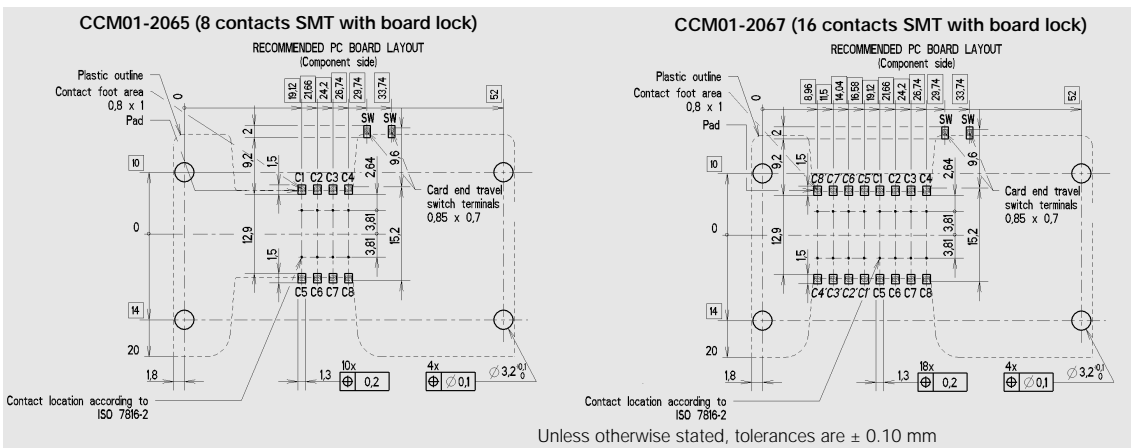 CCM01-2065 (8 contacts SMT with board lock)
RECOMMENDED PC BOARD LAYOUT
(Component side)
Plastic outline
Contact foot area
0,8 x 1
Pad
0
19,12
21,66
24,2
26,74
29,74
33,74
52
SW SW
2
1,5
9,2
2,64
9,6
10
C1 C2 C3 C4
Card end travel
switch terminals
0,85 x 0,7
0
12,9
3,81
3,81
15,2
1,5
C5 C6 C7 C8
14
20
1,8
1,3
10x
⌖ 0,2
4x
⌖ ∅ 0,1
∅ 3,2 +0,1 0
Contact location according to
ISO 7816-2
CCM01-2067 (16 contacts SMT with board lock)
RECOMMENDED PC BOARD LAYOUT
(Component side)
Plastic outline
Contact foot area
0,8 x 1
Pad
0
8,96
11,5
14,04
16,58
19,12
21,66
24,2
26,74
29,74
33,74
52
SW SW
2
1,5
9,2
2,64
9,6
10
C8' C7' C6' C5' C1 C2 C3 C4
Card end travel
switch terminals
0,85 x 0,7
0
12,9
3,81
3,81
15,2
1,5
C4' C3' C2' C1' C5 C6 C7 C8
14
20
1,8
1,3
18x
⌖ 0,2
4x
⌖ ∅ 0,1
∅ 3,2 +0,1 0
Contact location according to
ISO 7816-2
Unless otherwise stated, tolerances are ± 0.10 mm